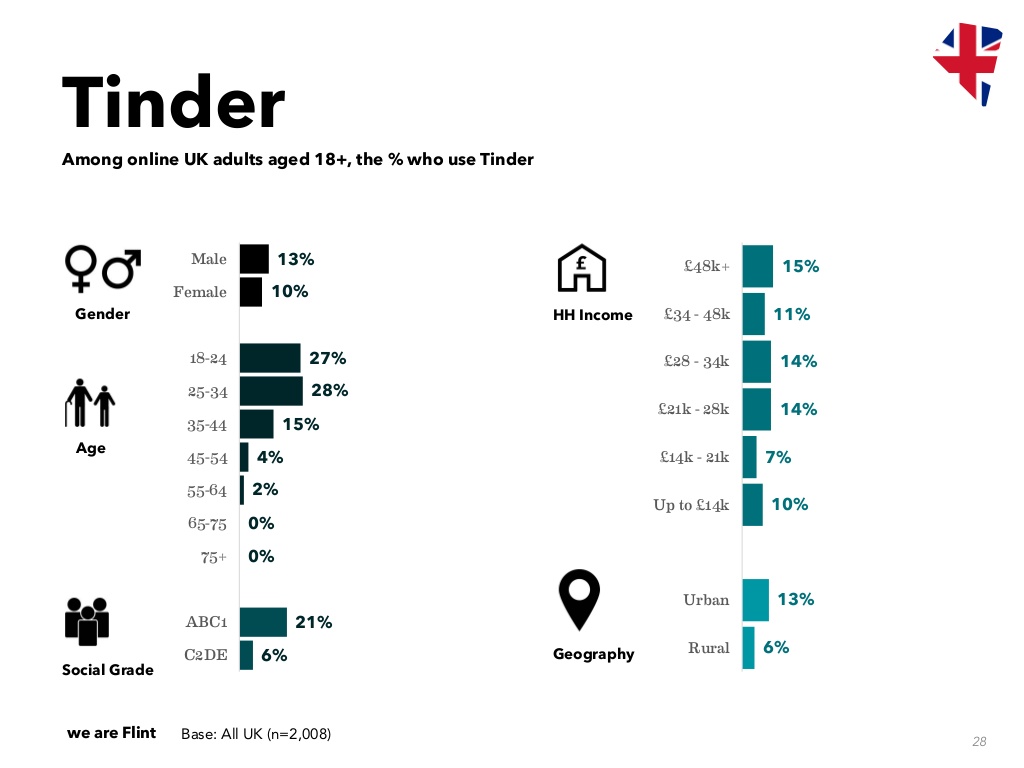 Tinder
Among online UK adults aged 18+, the % who use Tinder
Gender
Male 13%
Female 10%
Age
18-24 27%
25-34 28%
35-44 15%
45-54 4%
55-64 2%
65-75 0%
75+ 0%
Social Grade
ABC1 21%
C2DE 6%
£
HH Income
£48k+ 15%
£34 - 48k 11%
£28 - 34k 14%
£21k - 28k 14%
£14k - 21k 7%
Up to £14k 10%
Geography
Urban 13%
Rural 6%
we are Flint Base: All UK (n=2,008)
28